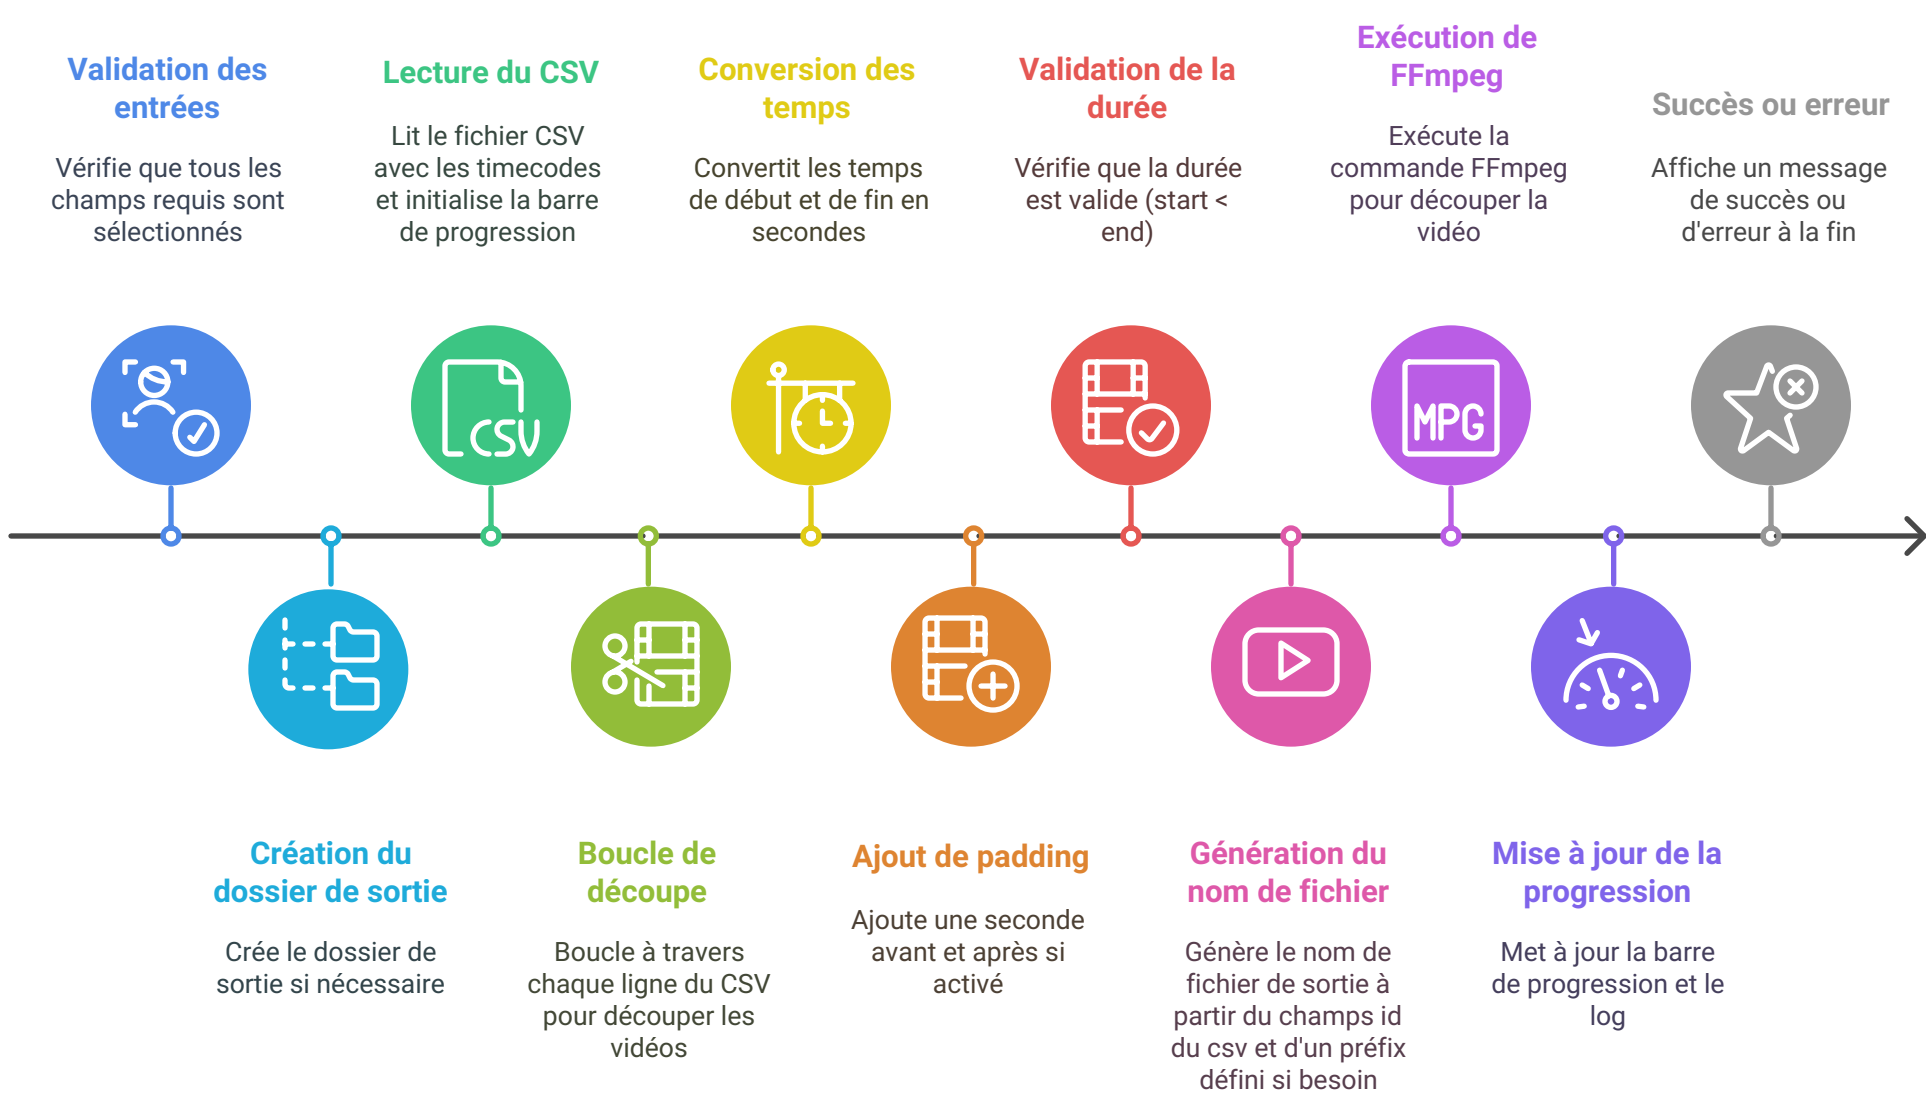 Validation des
entrées
Vérifie que tous les
champs requis sont
sélectionnés
Lecture du CSV
Lit le fichier CSV
avec les timecodes
et initialise la barre
de progression
Conversion des
temps
Convertit les temps
de début et de fin en
secondes
Validation de la
durée
Vérifie que la durée
est valide (start <
end)
Exécution de
FFmpeg
Exécute la
commande FFmpeg
pour découper la
vidéo
Succès ou erreur
Affiche un message
de succès ou
d'erreur à la fin
CSV
MPG
Création du
dossier de sortie
Crée le dossier de
sortie si nécessaire
Boucle de
découpe
Boucle à travers
chaque ligne du CSV
pour découper les
vidéos
Ajout de padding
Ajoute une seconde
avant et après si
activé
Génération du
nom de fichier
Génère le nom de
fichier de sortie à
partir du champs id
du csv et d'un préfix
défini si besoin
Mise à jour de la
progression
Met à jour la barre
de progression et le
log